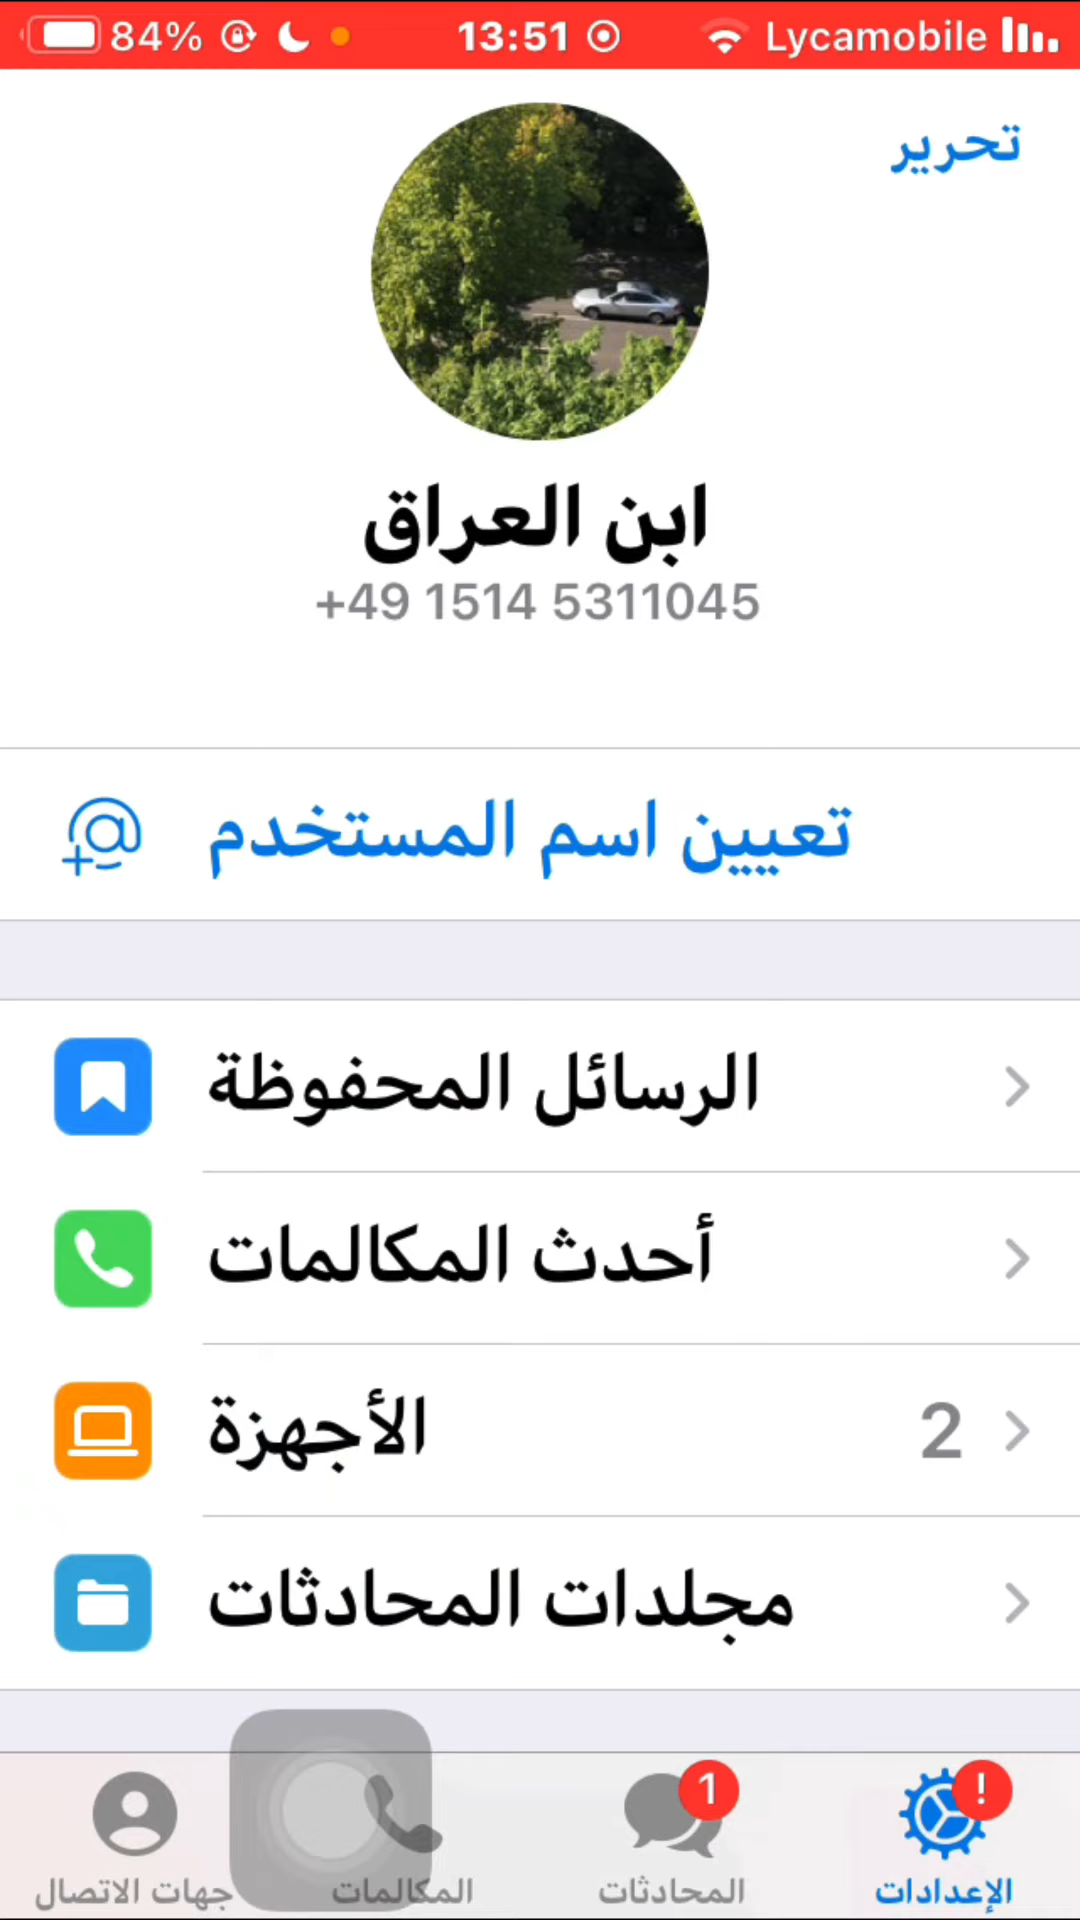 84% 13:51 Lycamobile
تحرير
ابن العراق
+49 1514 5311045
تعيين اسم المستخدم
الرسائل المحفوظة
أحدث المكالمات
الأجهزة 2
مجلدات المحادثات
1 !
الإعدادات المحادثات المكالمات جهات الاتصال